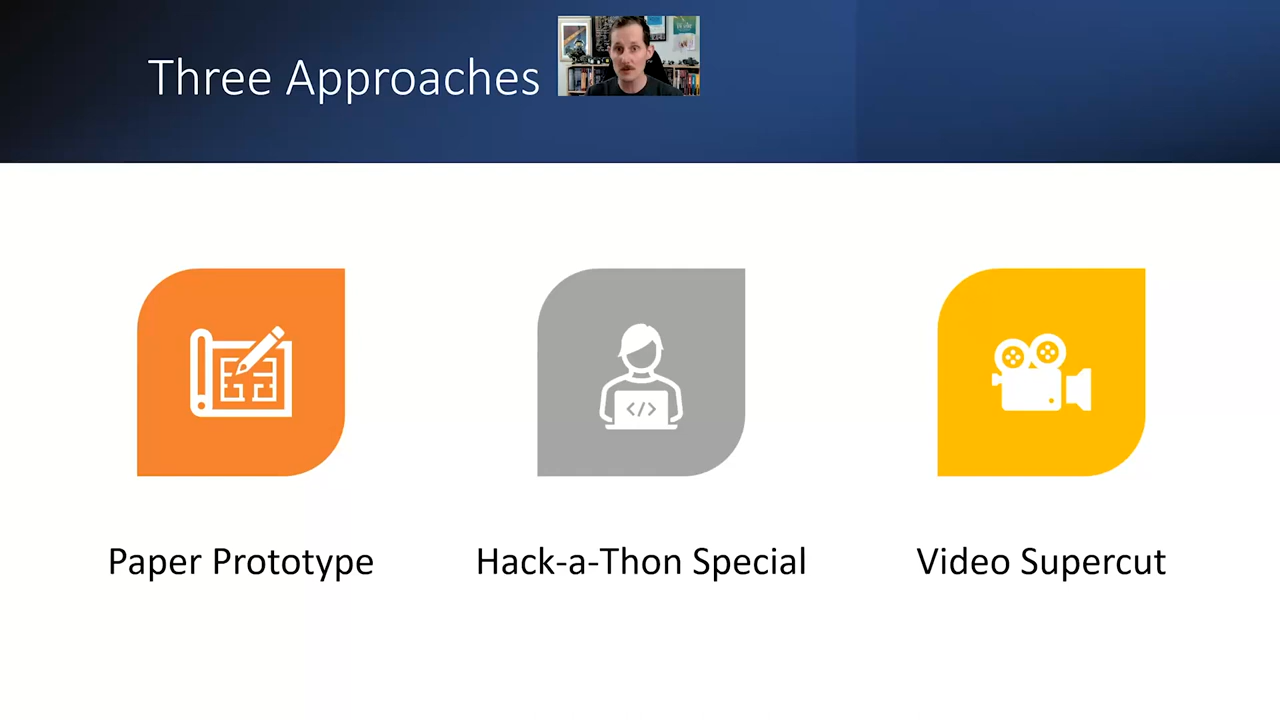 Three Approaches
</>
Paper Prototype
Hack-a-Thon Special
Video Supercut